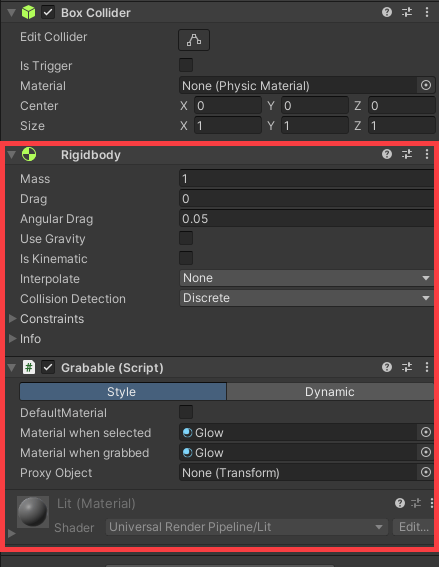 Box Collider
Edit Collider
Is Trigger
Material None (Physic Material)
Center X 0 Y 0 Z 0
Size X 1 Y 1 Z 1
Rigidbody
Mass 1
Drag 0
Angular Drag 0.05
Use Gravity
Is Kinematic
Interpolate None
Collision Detection Discrete
Constraints
Info
# Grabable (Script)
Style Dynamic
DefaultMaterial
Material when selected Glow
Material when grabbed Glow
Proxy Object None (Transform)
Lit (Material)
Shader Universal Render Pipeline/Lit Edit...